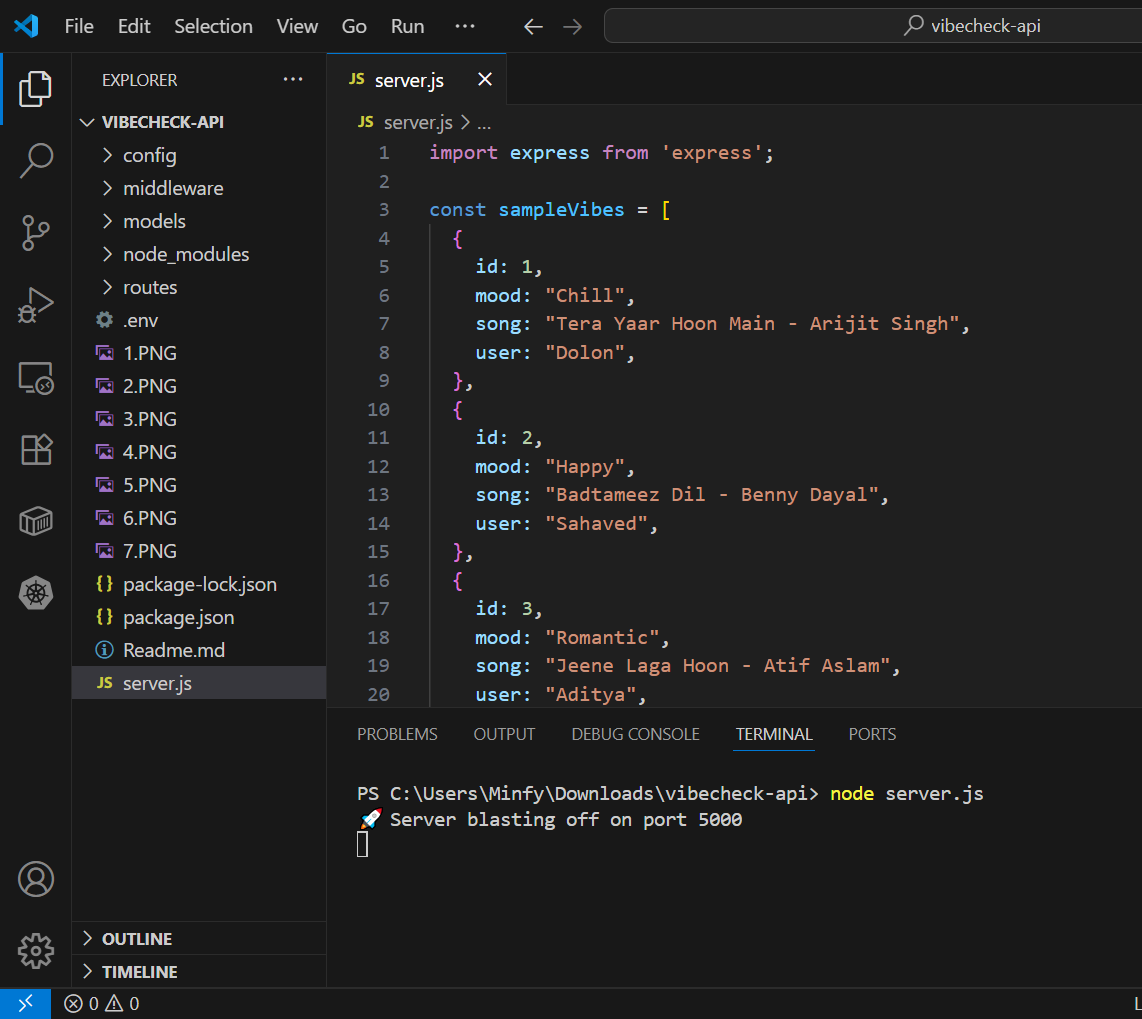 File Edit Selection View Go Run ··· ← → vibecheck-api
EXPLORER ···
VIBECHECK-API
config
middleware
models
node_modules
routes
.env
1.PNG
2.PNG
3.PNG
4.PNG
5.PNG
6.PNG
7.PNG
{} package-lock.json
{} package.json
Readme.md
JS server.js
OUTLINE
TIMELINE
JS server.js ×
JS server.js > ...
1 import express from 'express';
2
3 const sampleVibes = [
4 {
5 id: 1,
6 mood: "Chill",
7 song: "Tera Yaar Hoon Main - Arijit Singh",
8 user: "Dolon",
9 },
10 {
11 id: 2,
12 mood: "Happy",
13 song: "Badtameez Dil - Benny Dayal",
14 user: "Sahaved",
15 },
16 {
17 id: 3,
18 mood: "Romantic",
19 song: "Jeene Laga Hoon - Atif Aslam",
20 user: "Aditya",
PROBLEMS OUTPUT DEBUG CONSOLE TERMINAL PORTS
PS C:\Users\Minfy\Downloads\vibecheck-api> node server.js
🚀 Server blasting off on port 5000
0 0